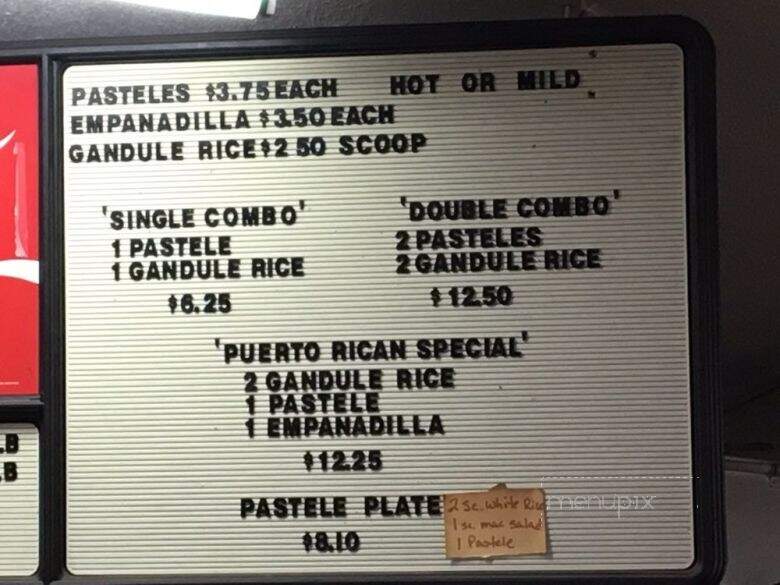 PASTELES $3.75 EACH HOT OR MILD
EMPANADILLA $3.50 EACH
GANDULE RICE $2 50 SCOOP
'SINGLE COMBO'
1 PASTELE
1 GANDULE RICE
$6.25
'DOUBLE COMBO'
2 PASTELES
2 GANDULE RICE
$12.50
'PUERTO RICAN SPECIAL'
2 GANDULE RICE
1 PASTELE
1 EMPANADILLA
$12.25
PASTELE PLATE
$8.10
2 sc. white Rice
1 sc. mac salad
1 Pastele
menupix
LB
LB